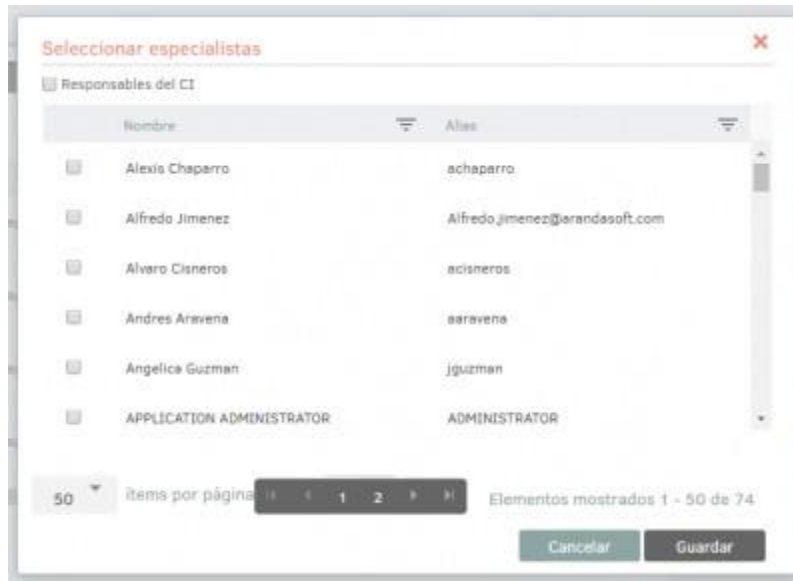 Seleccionar especialistas
Responsables del CI
Nombre Alias
Alexis Chaparro achaparro
Alfredo Jimenez Alfredo.jimenez@arandasoft.com
Alvaro Cisneros acisneros
Andres Aravena aaravena
Angelica Guzman jguzman
APPLICATION ADMINISTRATOR ADMINISTRATOR
50 ítems por página 1 2 Elementos mostrados 1 - 50 de 74
Cancelar Guardar